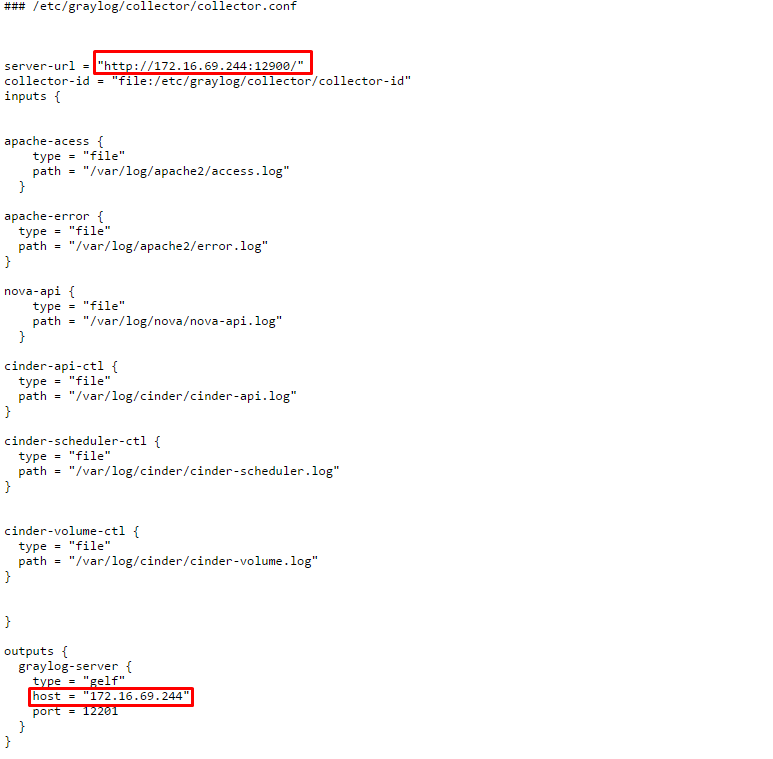 ### /etc/graylog/collector/collector.conf
server-url = "http://172.16.69.244:12900/"
collector-id = "file:/etc/graylog/collector/collector-id"
inputs {
apache-acess {
    type = "file"
    path = "/var/log/apache2/access.log"
  }
apache-error {
  type = "file"
  path = "/var/log/apache2/error.log"
}
nova-api {
    type = "file"
    path = "/var/log/nova/nova-api.log"
  }
cinder-api-ctl {
  type = "file"
  path = "/var/log/cinder/cinder-api.log"
}
cinder-scheduler-ctl {
  type = "file"
  path = "/var/log/cinder/cinder-scheduler.log"
}
cinder-volume-ctl {
  type = "file"
  path = "/var/log/cinder/cinder-volume.log"
}
}
outputs {
  graylog-server {
    type = "gelf"
    host = "172.16.69.244"
    port = 12201
  }
}